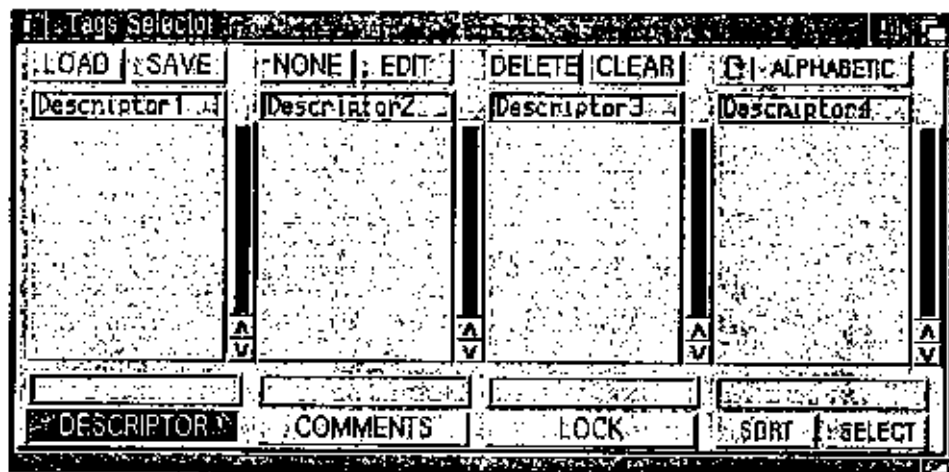 Tags Selector
LOAD SAVE NONE EDIT DELETE CLEAR ALPHABETIC
Descriptor1 Descriptor2 Descriptor3 Descriptor4
DESCRIPTOR COMMENTS LOCK SORT SELECT